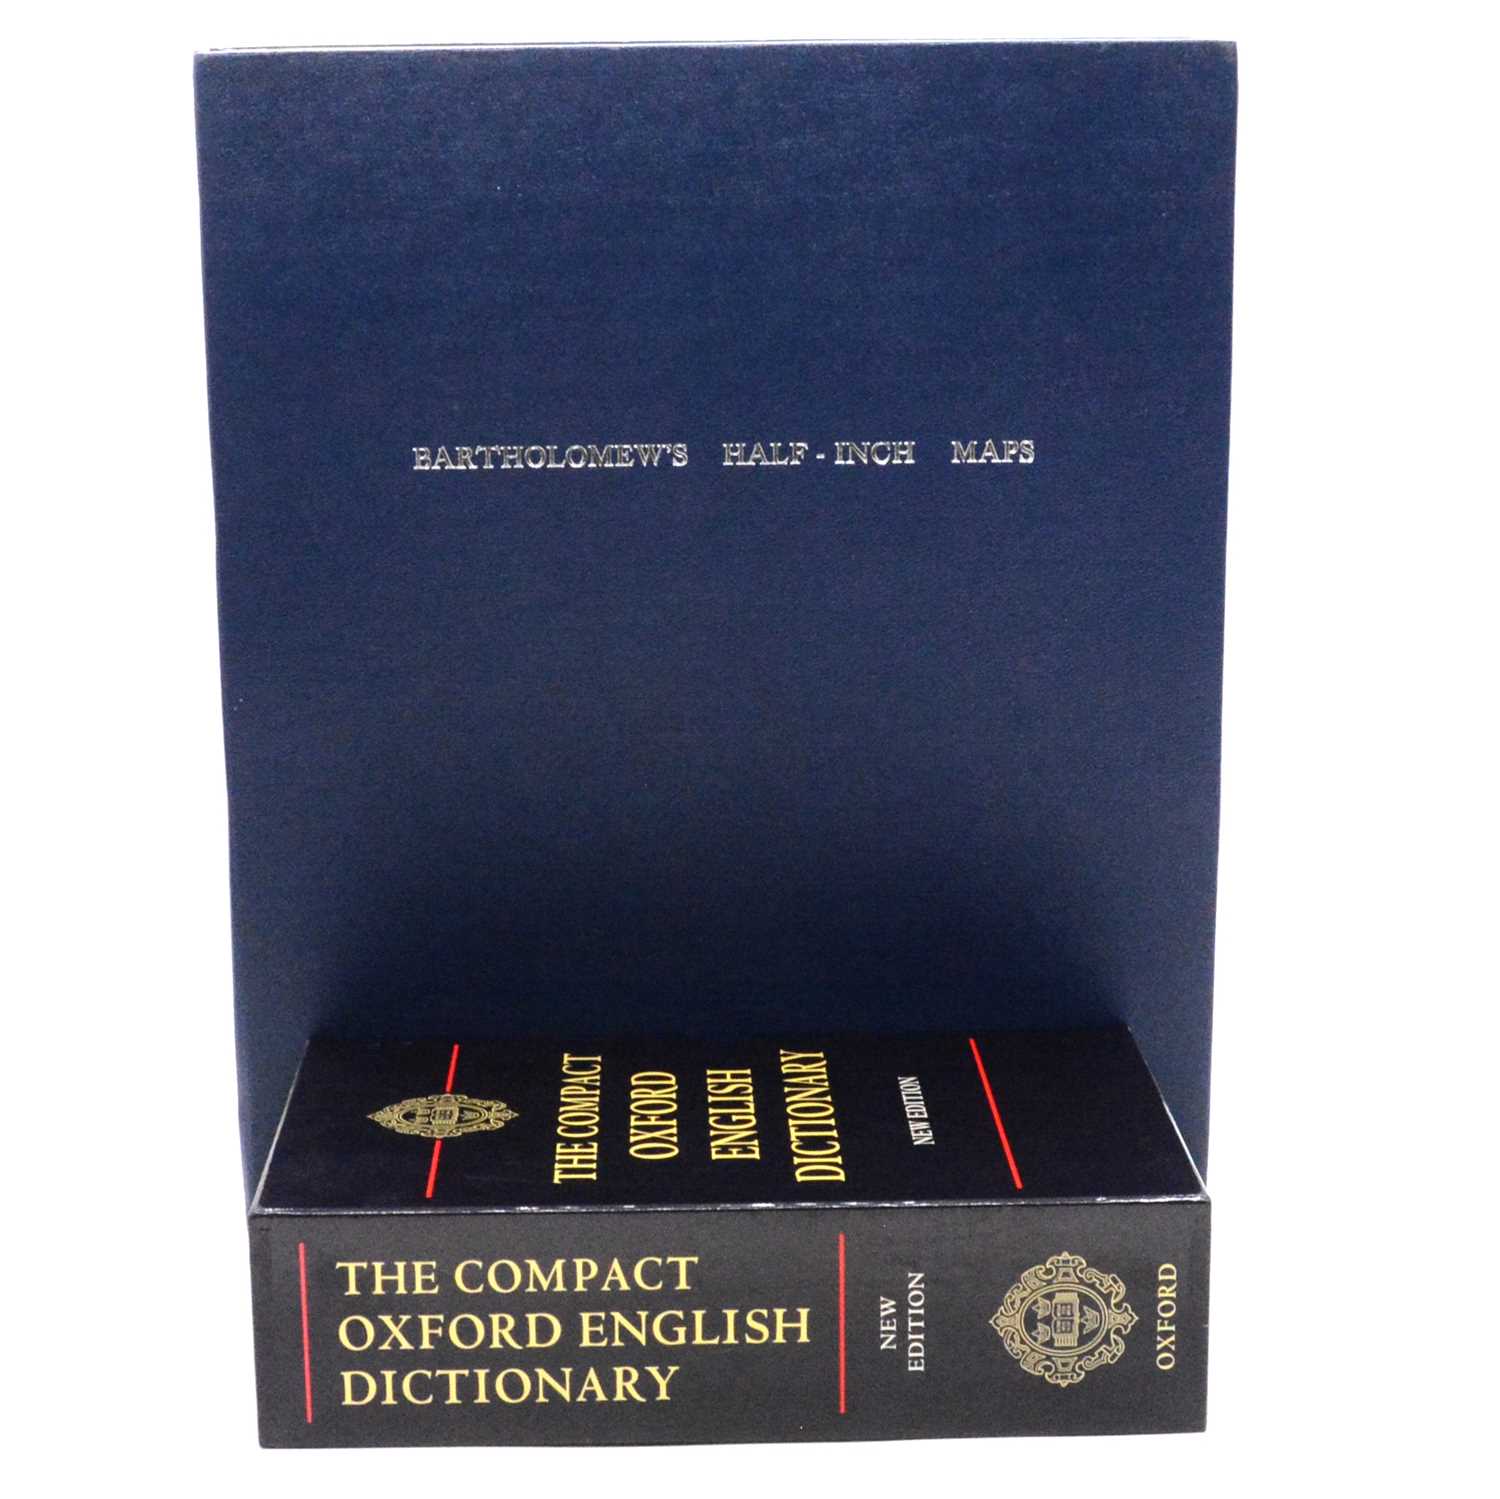 BARTHOLOMEW'S HALF - INCH MAPS
THE COMPACT
OXFORD
ENGLISH
DICTIONARY
NEW EDITION
THE COMPACT
OXFORD ENGLISH
DICTIONARY
NEW
EDITION
OXFORD